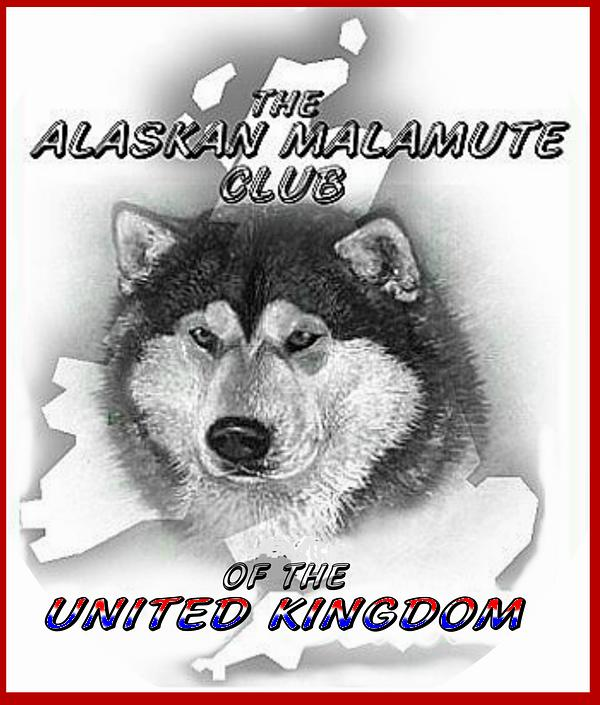 THE
ALASKAN MALAMUTE
CLUB
OF THE
UNITED KINGDOM